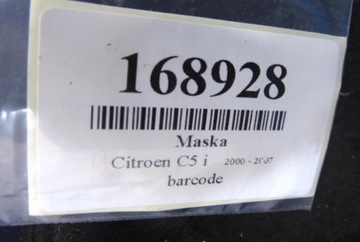 168928
Maska
Citroen C5 i 2000 - 2007
barcode